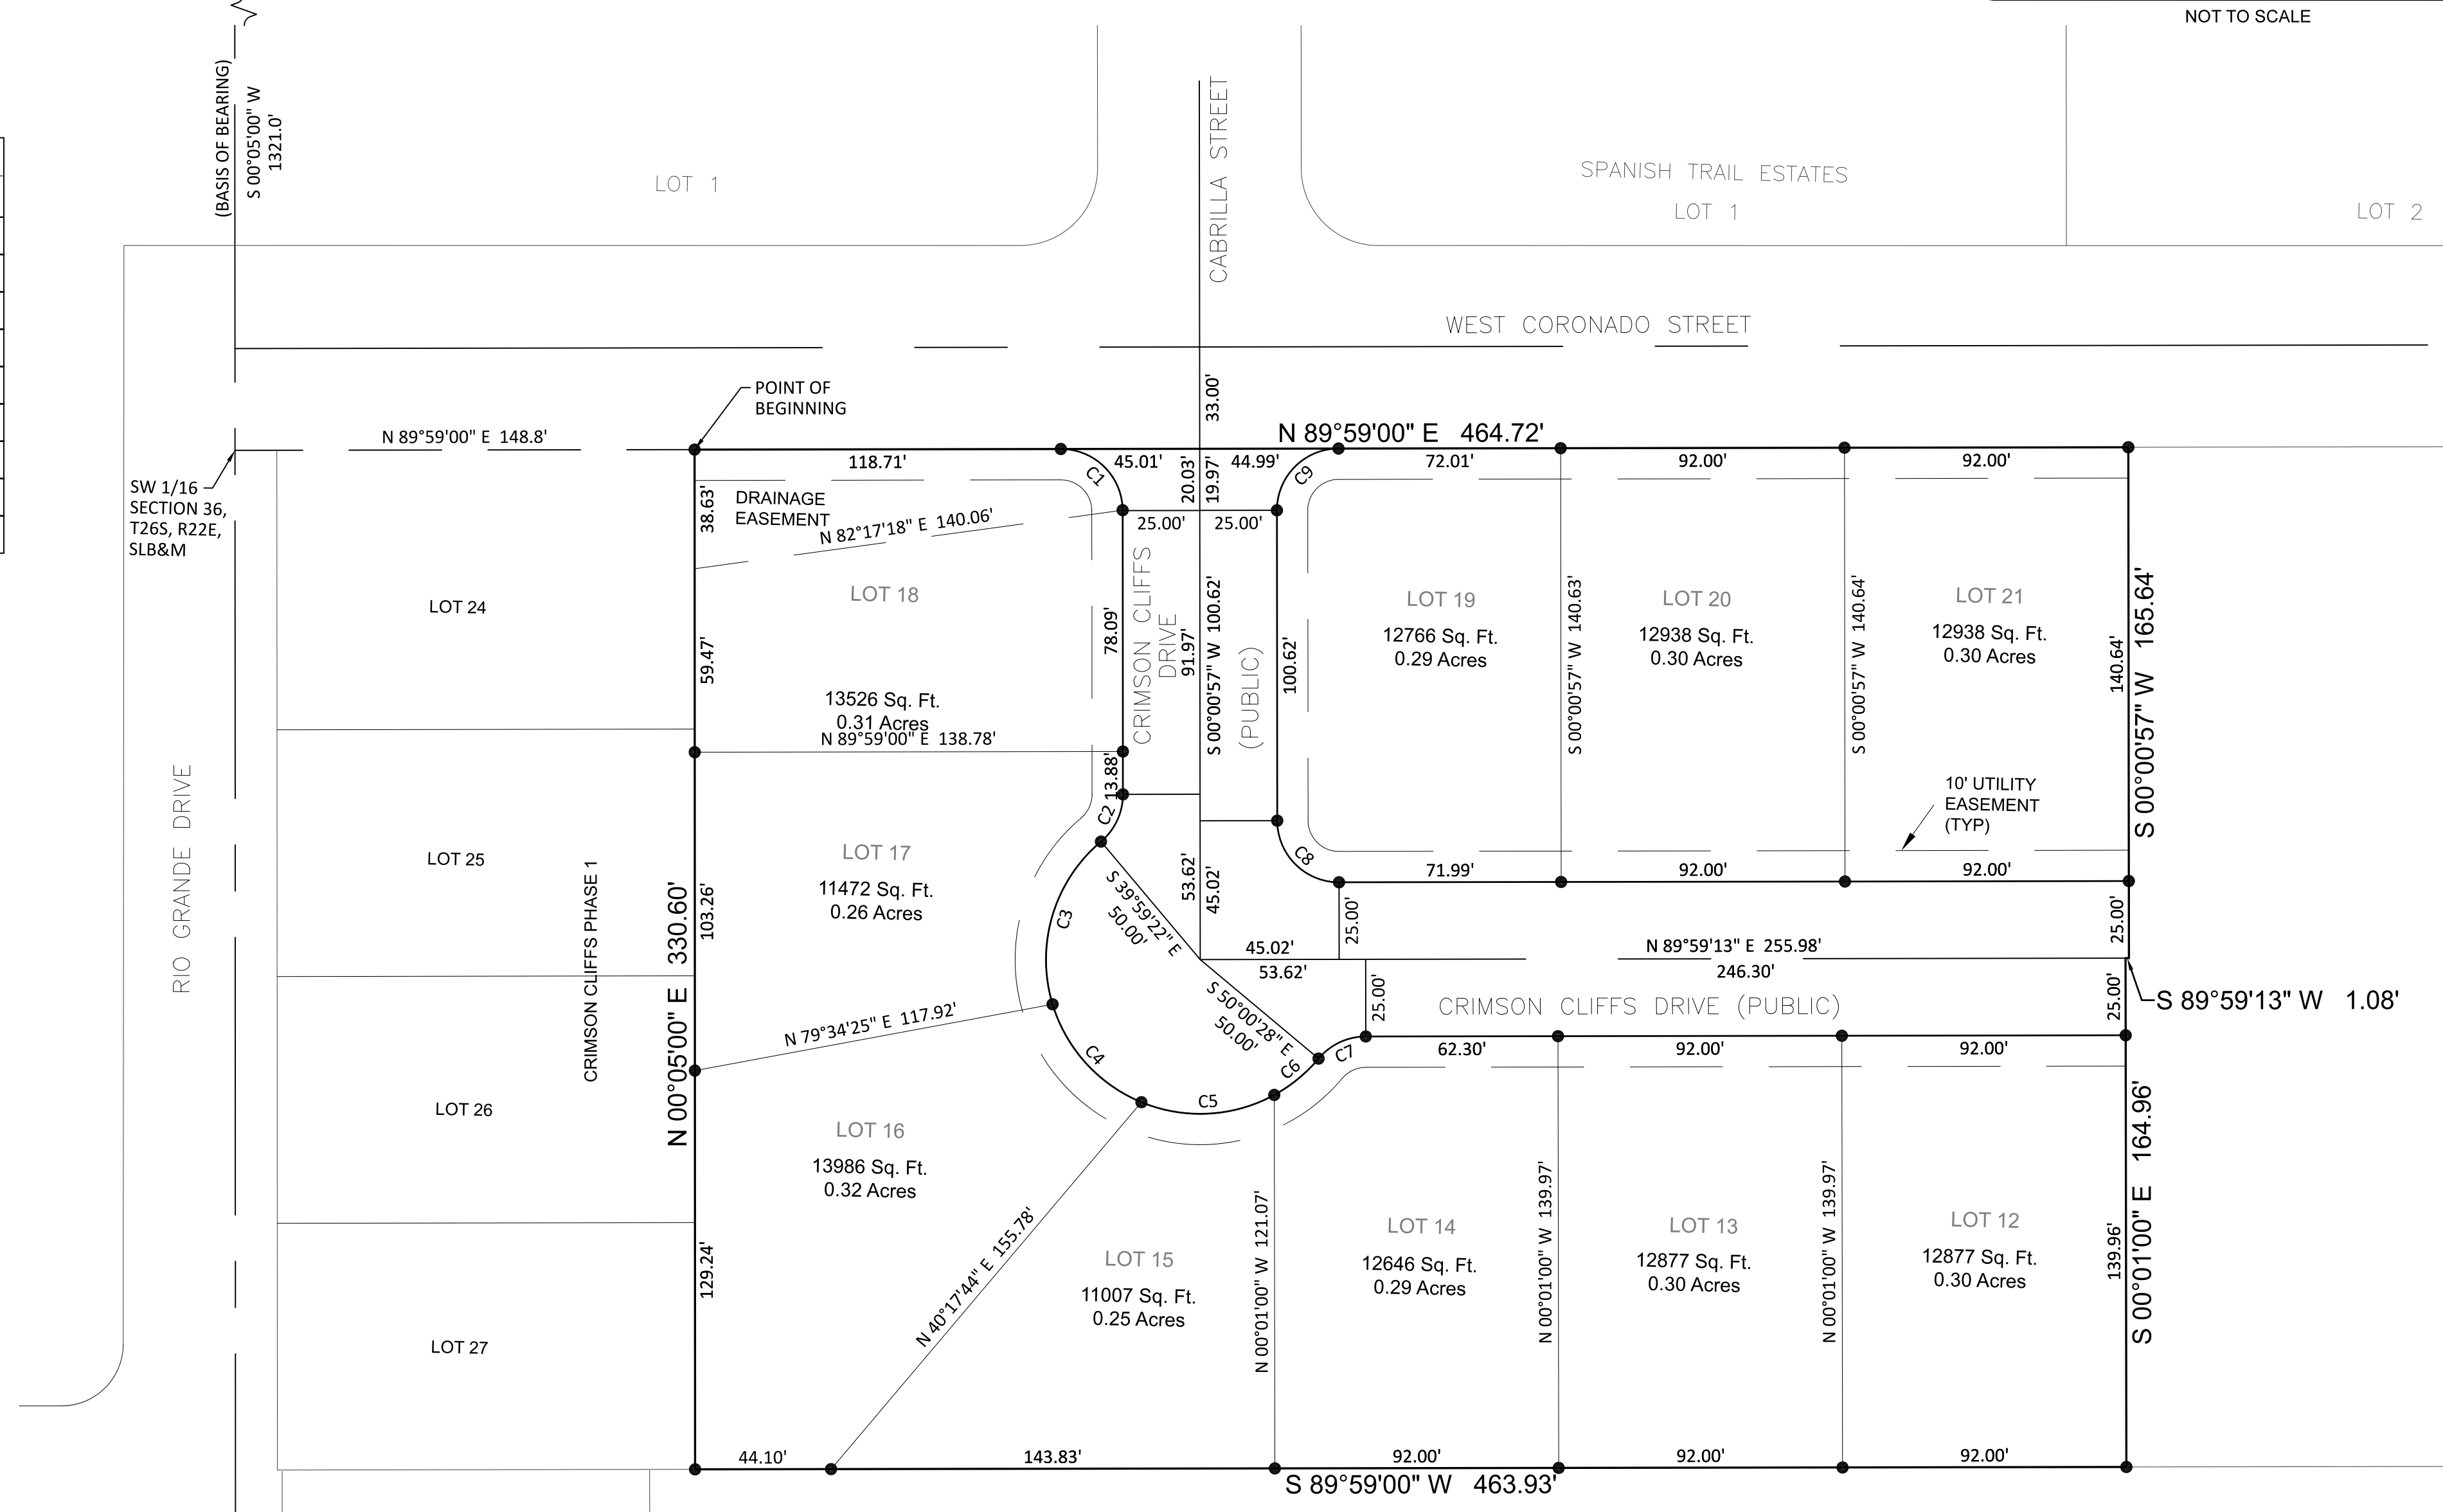 NOT TO SCALE
(BASIS OF BEARING)
S 00°05'00" W
1321.0'
LOT 1
CABRILLA STREET
SPANISH TRAIL ESTATES
LOT 1
LOT 2
WEST CORONADO STREET
33.00'
POINT OF
BEGINNING
N 89°59'00" E 148.8'
N 89°59'00" E 464.72'
118.71'
45.01'
44.99'
72.01'
92.00'
92.00'
C1
20.03'
19.97'
C9
SW 1/16
SECTION 36,
T26S, R22E,
SLB&M
38.63'
DRAINAGE
EASEMENT
N 82°17'18" E 140.06'
25.00'
25.00'
LOT 24
59.47'
LOT 18
13526 Sq. Ft.
0.31 Acres
N 89°59'00" E 138.78'
78.09'
CRIMSON CLIFFS
DRIVE
91.97'
S 00°00'57" W 100.62'
(PUBLIC)
100.62'
LOT 19
12766 Sq. Ft.
0.29 Acres
S 00°00'57" W 140.63'
LOT 20
12938 Sq. Ft.
0.30 Acres
S 00°00'57" W 140.64'
LOT 21
12938 Sq. Ft.
0.30 Acres
140.64'
S 00°00'57" W 165.64'
10' UTILITY
EASEMENT
(TYP)
13.88'
C2
RIO GRANDE DRIVE
LOT 25
CRIMSON CLIFFS PHASE 1
N 00°05'00" E 330.60'
103.26'
LOT 17
11472 Sq. Ft.
0.26 Acres
C3
S 39°59'22" E
50.00'
53.62'
45.02'
C8
71.99'
92.00'
92.00'
25.00'
25.00'
45.02'
53.62'
N 89°59'13" E 255.98'
246.30'
S 50°00'28" E
50.00'
25.00'
CRIMSON CLIFFS DRIVE (PUBLIC)
25.00'
S 89°59'13" W 1.08'
N 79°34'25" E 117.92'
C4
C5
C6
C7
62.30'
92.00'
92.00'
LOT 26
LOT 16
13986 Sq. Ft.
0.32 Acres
129.24'
N 40°17'44" E 155.78'
LOT 15
11007 Sq. Ft.
0.25 Acres
N 00°01'00" W 121.07'
LOT 14
12646 Sq. Ft.
0.29 Acres
N 00°01'00" W 139.97'
LOT 13
12877 Sq. Ft.
0.30 Acres
N 00°01'00" W 139.97'
LOT 12
12877 Sq. Ft.
0.30 Acres
139.96'
S 00°01'00" E 164.96'
LOT 27
44.10'
143.83'
92.00'
92.00'
92.00'
S 89°59'00" W 463.93'